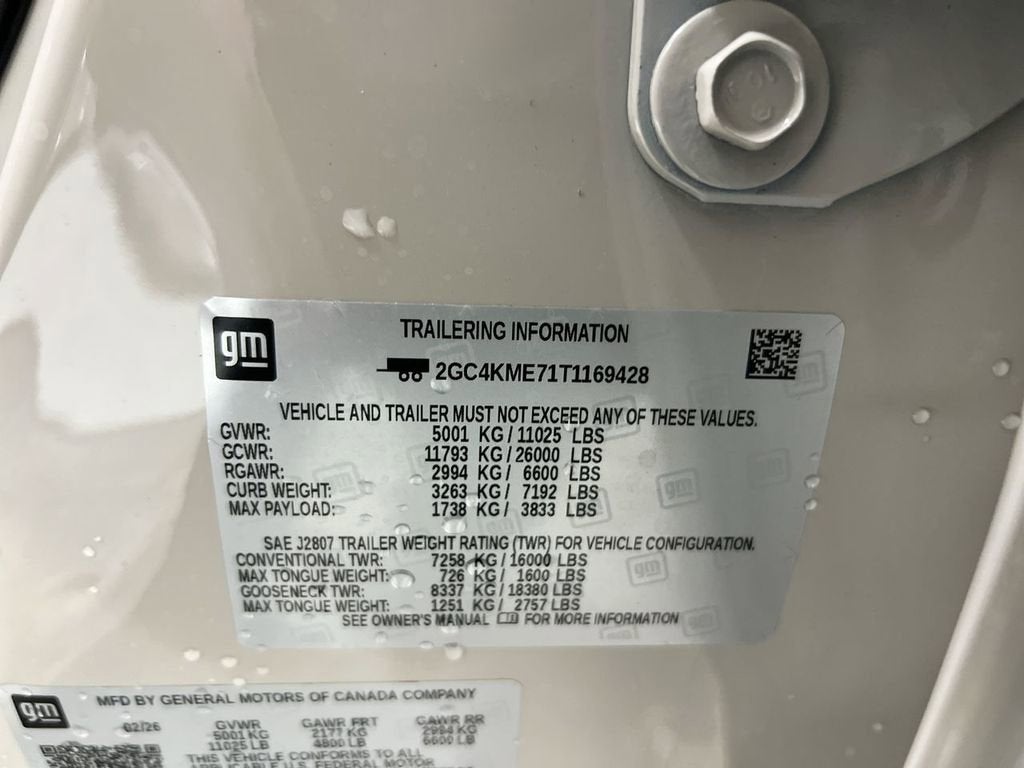 gm
TRAILERING INFORMATION
2GC4KME71T1169428
VEHICLE AND TRAILER MUST NOT EXCEED ANY OF THESE VALUES.
GVWR: 5001 KG / 11025 LBS
GCWR: 11793 KG / 26000 LBS
RGAWR: 2994 KG / 6600 LBS
CURB WEIGHT: 3263 KG / 7192 LBS
MAX PAYLOAD: 1738 KG / 3833 LBS
SAE J2807 TRAILER WEIGHT RATING (TWR) FOR VEHICLE CONFIGURATION.
CONVENTIONAL TWR: 7258 KG / 16000 LBS
MAX TONGUE WEIGHT: 726 KG / 1600 LBS
GOOSENECK TWR: 8337 KG / 18380 LBS
MAX TONGUE WEIGHT: 1251 KG / 2757 LBS
SEE OWNER'S MANUAL FOR MORE INFORMATION
gm
MFD BY GENERAL MOTORS OF CANADA COMPANY
02/26 GVWR GAWR FRT GAWR RR
5001 KG 2177 KG 2994 KG
11025 LB 4800 LB 6600 LB
THIS VEHICLE CONFORMS TO ALL
APPLICABLE U.S. FEDERAL MOTOR